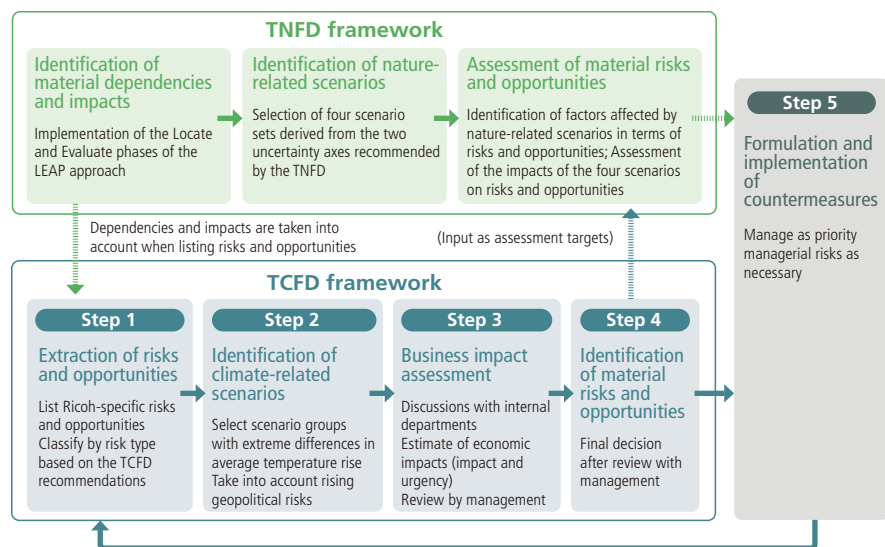 TNFD framework
Identification of
material dependencies
and impacts
Implementation of the Locate
and Evaluate phases of the
LEAP approach
Identification of nature-
related scenarios
Selection of four scenario
sets derived from the two
uncertainty axes recommended
by the TNFD
Assessment of material risks
and opportunities
Identification of factors affected by
nature-related scenarios in terms of
risks and opportunities; Assessment
of the impacts of the four scenarios
on risks and opportunities
Dependencies and impacts are taken into
account when listing risks and opportunities
(Input as assessment targets)
TCFD framework
Step 1
Extraction of risks
and opportunities
List Ricoh-specific risks
and opportunities
Classify by risk type
based on the TCFD
recommendations
Step 2
Identification of
climate-related
scenarios
Select scenario groups
with extreme differences in
average temperature rise
Take into account rising
geopolitical risks
Step 3
Business impact
assessment
Discussions with internal
departments
Estimate of economic
impacts (impact and
urgency)
Review by management
Step 4
Identification
of material
risks and
opportunities
Final decision
after review with
management
Step 5
Formulation and
implementation
of
countermeasures
Manage as priority
managerial risks as
necessary